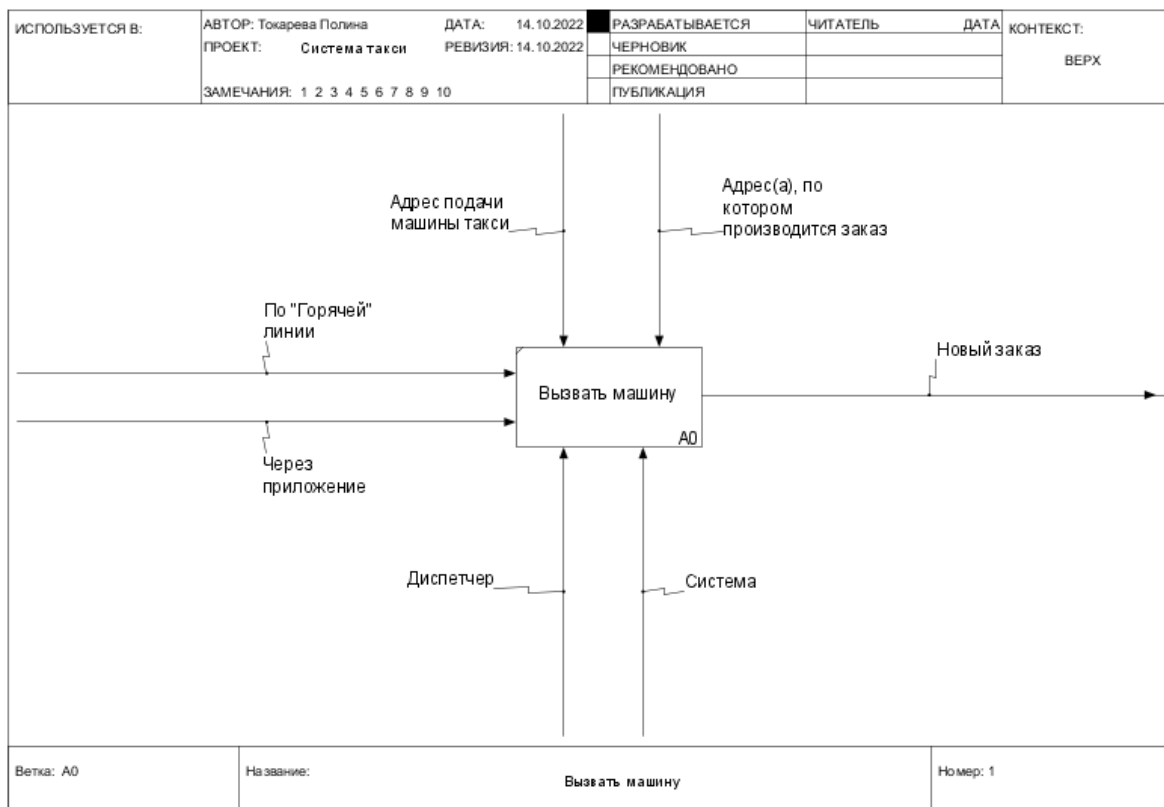 ИСПОЛЬЗУЕТСЯ В:
АВТОР: Токарева Полина
ДАТА: 14.10.2022
ПРОЕКТ: Система такси
РЕВИЗИЯ: 14.10.2022
ЗАМЕЧАНИЯ: 1 2 3 4 5 6 7 8 9 10
РАЗРАБАТЫВАЕТСЯ
ЧЕРНОВИК
РЕКОМЕНДОВАНО
ПУБЛИКАЦИЯ
ЧИТАТЕЛЬ
ДАТА
КОНТЕКСТ:
ВЕРХ
Адрес подачи
машины такси
Адрес(а), по
котором
производится заказ
По "Горячей"
линии
Новый заказ
Вызвать машину
A0
Через
приложение
Диспетчер
Система
Ветка: A0
Название:
Вызвать машину
Номер: 1